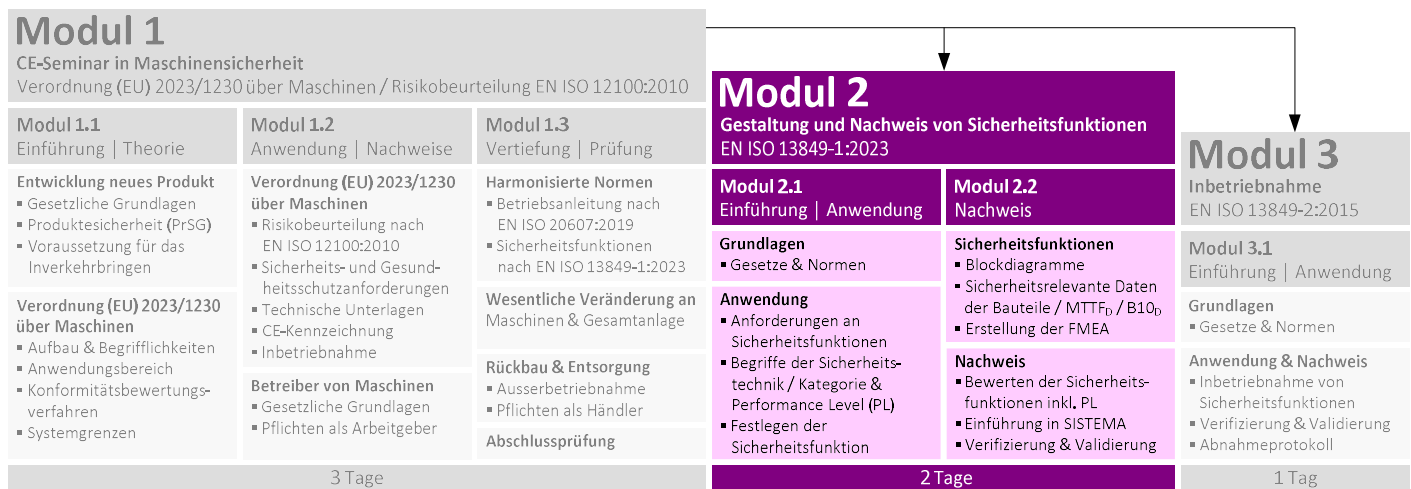 Modul 1
CE-Seminar in Maschinensicherheit
Verordnung (EU) 2023/1230 über Maschinen / Risikobeurteilung EN ISO 12100:2010
Modul 1.1
Einführung | Theorie
Entwicklung neues Produkt
▪ Gesetzliche Grundlagen
▪ Produktesicherheit (PrSG)
▪ Voraussetzung für das
Inverkehrbringen
Verordnung (EU) 2023/1230
über Maschinen
▪ Aufbau & Begrifflichkeiten
▪ Anwendungsbereich
▪ Konformitätsbewertungs-
verfahren
▪ Systemgrenzen
Modul 1.2
Anwendung | Nachweise
Verordnung (EU) 2023/1230
über Maschinen
▪ Risikobeurteilung nach
EN ISO 12100:2010
▪ Sicherheits- und Gesund-
heitsschutzanforderungen
▪ Technische Unterlagen
▪ CE-Kennzeichnung
▪ Inbetriebnahme
Betreiber von Maschinen
▪ Gesetzliche Grundlagen
▪ Pflichten als Arbeitgeber
Modul 1.3
Vertiefung | Prüfung
Harmonisierte Normen
▪ Betriebsanleitung nach
EN ISO 20607:2019
▪ Sicherheitsfunktionen
nach EN ISO 13849-1:2023
Wesentliche Veränderung an
Maschinen & Gesamtanlage
Rückbau & Entsorgung
▪ Ausserbetriebnahme
▪ Pflichten als Händler
Abschlussprüfung
3 Tage
Modul 2
Gestaltung und Nachweis von Sicherheitsfunktionen
EN ISO 13849-1:2023
Modul 2.1
Einführung | Anwendung
Grundlagen
▪ Gesetze & Normen
Anwendung
▪ Anforderungen an
Sicherheitsfunktionen
▪ Begriffe der Sicherheits-
technik / Kategorie &
Performance Level (PL)
▪ Festlegen der
Sicherheitsfunktion
Modul 2.2
Nachweis
Sicherheitsfunktionen
▪ Blockdiagramme
▪ Sicherheitsrelevante Daten
der Bauteile / MTTFD / B10D
▪ Erstellung der FMEA
Nachweis
▪ Bewerten der Sicherheits-
funktionen inkl. PL
▪ Einführung in SISTEMA
▪ Verifizierung & Validierung
2 Tage
Modul 3
Inbetriebnahme
EN ISO 13849-2:2015
Modul 3.1
Einführung | Anwendung
Grundlagen
▪ Gesetze & Normen
Anwendung & Nachweis
▪ Inbetriebnahme von
Sicherheitsfunktionen
▪ Verifizierung & Validierung
▪ Abnahmeprotokoll
1 Tag